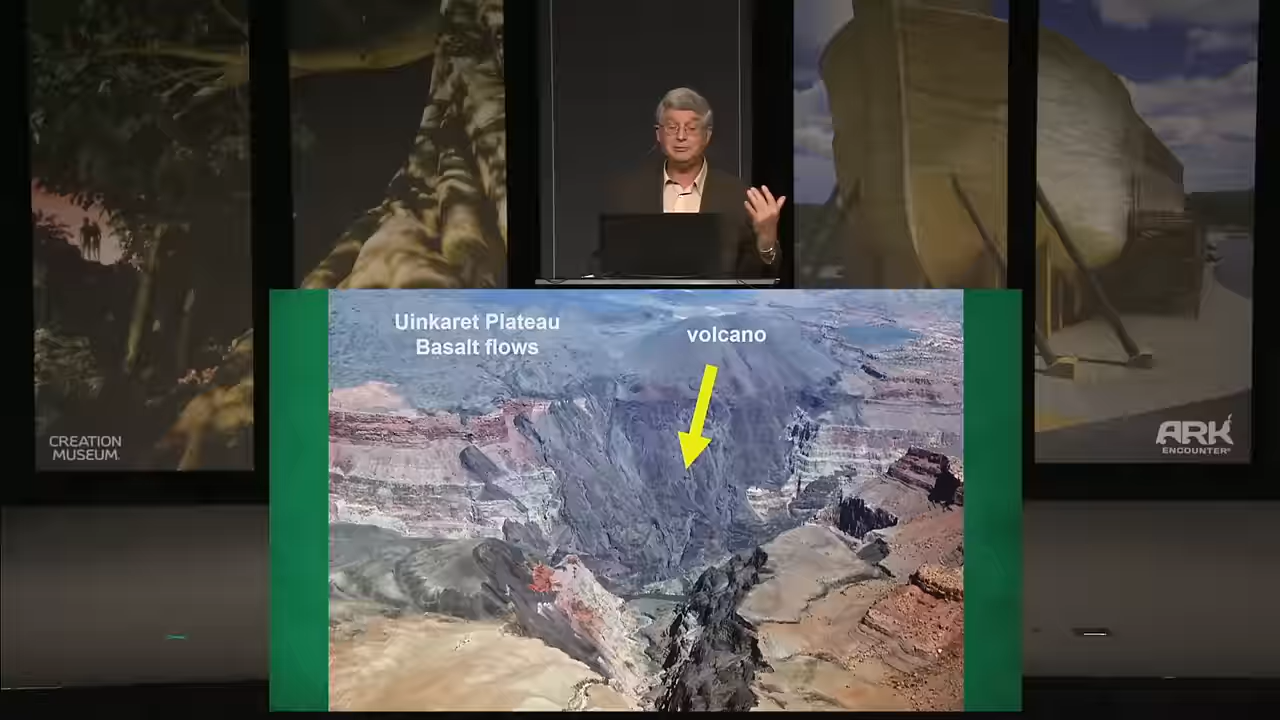 CREATION
MUSEUM.
ARK
ENCOUNTER
Uinkaret Plateau
Basalt flows
volcano